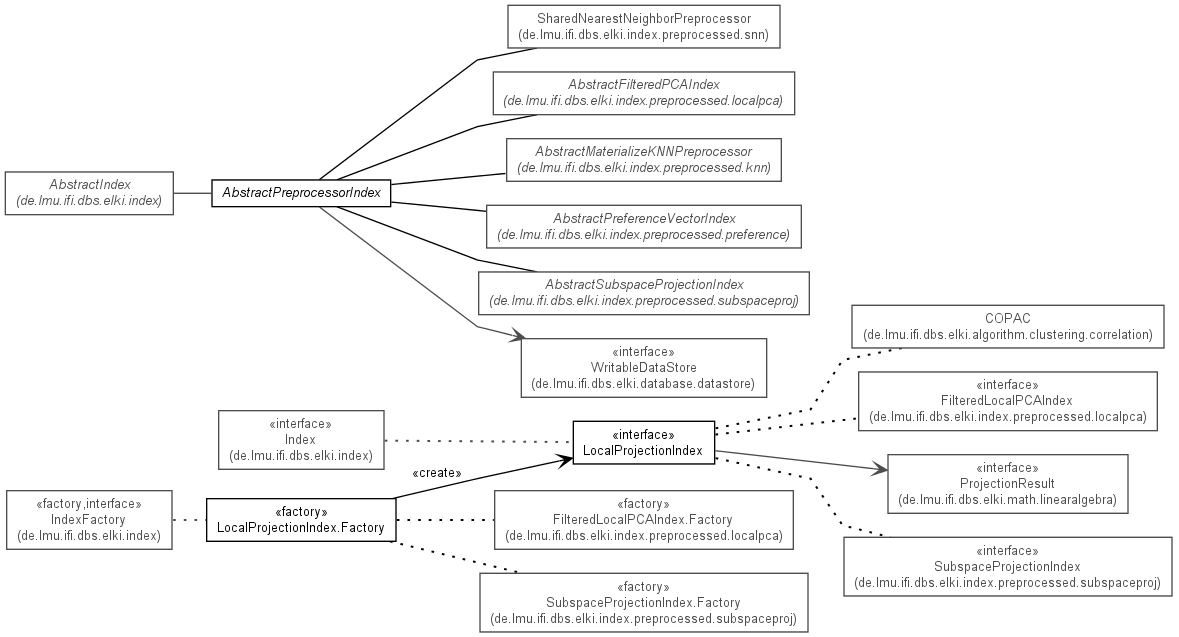 SharedNearestNeighborPreprocessor
(de.lmu.ifi.dbs.elki.index.preprocessed.snn)
AbstractFilteredPCAIndex
(de.lmu.ifi.dbs.elki.index.preprocessed.localpca)
AbstractMaterializeKNNPreprocessor
(de.lmu.ifi.dbs.elki.index.preprocessed.knn)
AbstractIndex
(de.lmu.ifi.dbs.elki.index)
AbstractPreprocessorIndex
AbstractPreferenceVectorIndex
(de.lmu.ifi.dbs.elki.index.preprocessed.preference)
AbstractSubspaceProjectionIndex
(de.lmu.ifi.dbs.elki.index.preprocessed.subspaceproj)
«interface»
WritableDataStore
(de.lmu.ifi.dbs.elki.database.datastore)
COPAC
(de.lmu.ifi.dbs.elki.algorithm.clustering.correlation)
«interface»
FilteredLocalPCAIndex
(de.lmu.ifi.dbs.elki.index.preprocessed.localpca)
«interface»
Index
(de.lmu.ifi.dbs.elki.index)
«interface»
LocalProjectionIndex
«create»
«interface»
ProjectionResult
(de.lmu.ifi.dbs.elki.math.linearalgebra)
«factory,interface»
IndexFactory
(de.lmu.ifi.dbs.elki.index)
«factory»
LocalProjectionIndex.Factory
«factory»
FilteredLocalPCAIndex.Factory
(de.lmu.ifi.dbs.elki.index.preprocessed.localpca)
«interface»
SubspaceProjectionIndex
(de.lmu.ifi.dbs.elki.index.preprocessed.subspaceproj)
«factory»
SubspaceProjectionIndex.Factory
(de.lmu.ifi.dbs.elki.index.preprocessed.subspaceproj)